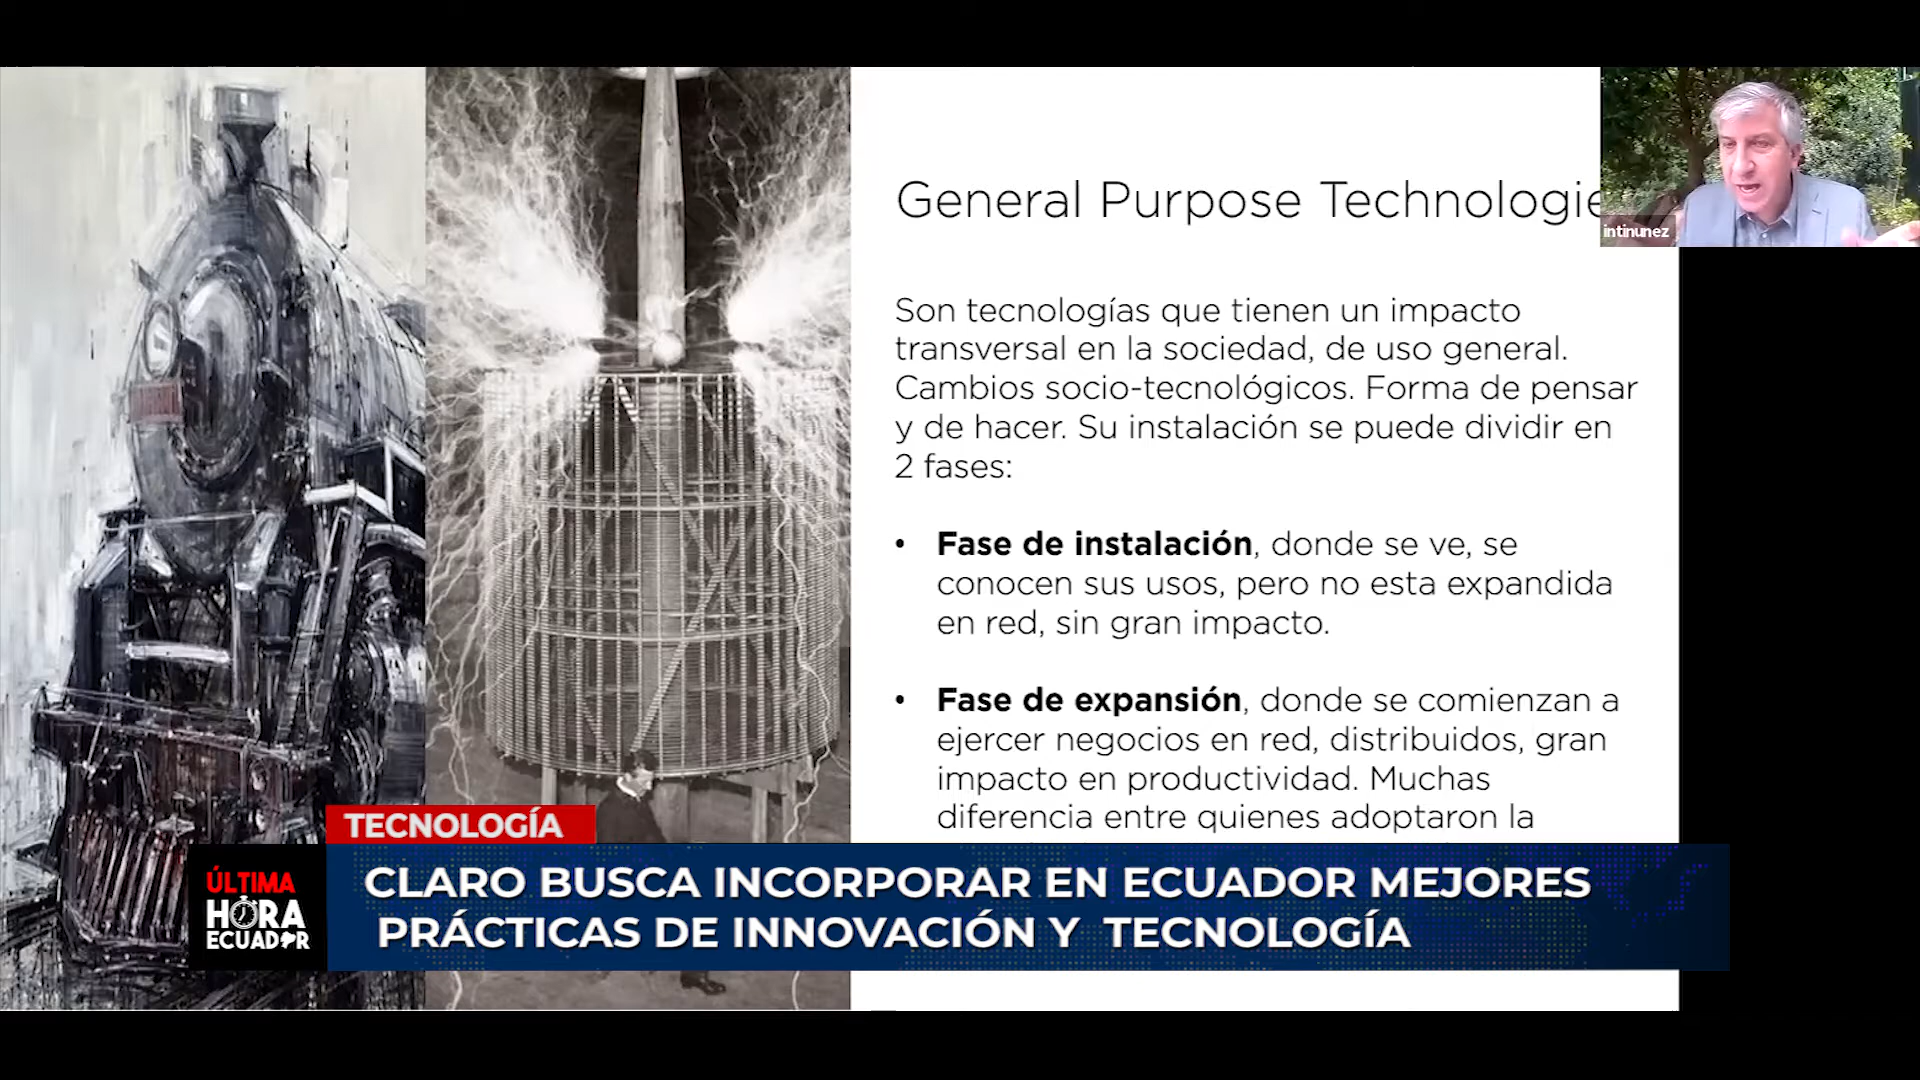 General Purpose Technologie
intinunez
Son tecnologías que tienen un impacto
transversal en la sociedad, de uso general.
Cambios socio-tecnológicos. Forma de pensar
y de hacer. Su instalación se puede dividir en
2 fases:
• Fase de instalación, donde se ve, se
conocen sus usos, pero no esta expandida
en red, sin gran impacto.
• Fase de expansión, donde se comienzan a
ejercer negocios en red, distribuidos, gran
impacto en productividad. Muchas
diferencia entre quienes adoptaron la
TECNOLOGÍA
ÚLTIMA
HORA
ECUADOR
CLARO BUSCA INCORPORAR EN ECUADOR MEJORES
PRÁCTICAS DE INNOVACIÓN Y TECNOLOGÍA